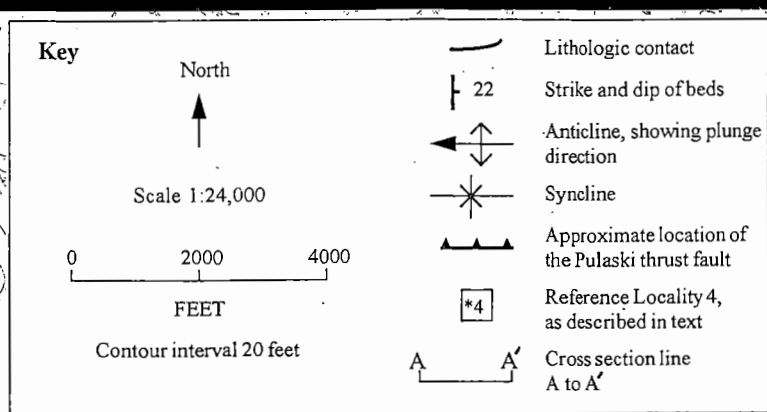 Key
North
Scale 1:24,000
0 2000 4000
FEET
Contour interval 20 feet
Lithologic contact
22 Strike and dip of beds
Anticline, showing plunge
direction
Syncline
Approximate location of
the Pulaski thrust fault
*4 Reference Locality 4,
as described in text
A A′ Cross section line
A to A′